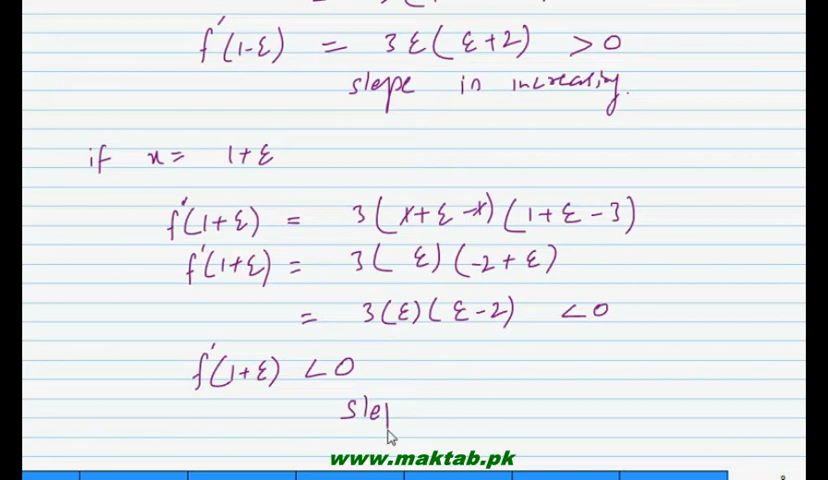 f'(1-ε) = 3ε(ε+2) >0
slope in increasing.
if x= 1+ε
f'(1+ε) = 3(x+ε-x)(1+ε-3)
f'(1+ε) = 3( ε)(-2+ε)
= 3(ε)(ε-2) <0
f'(1+ε) <0
slep
www.maktab.pk